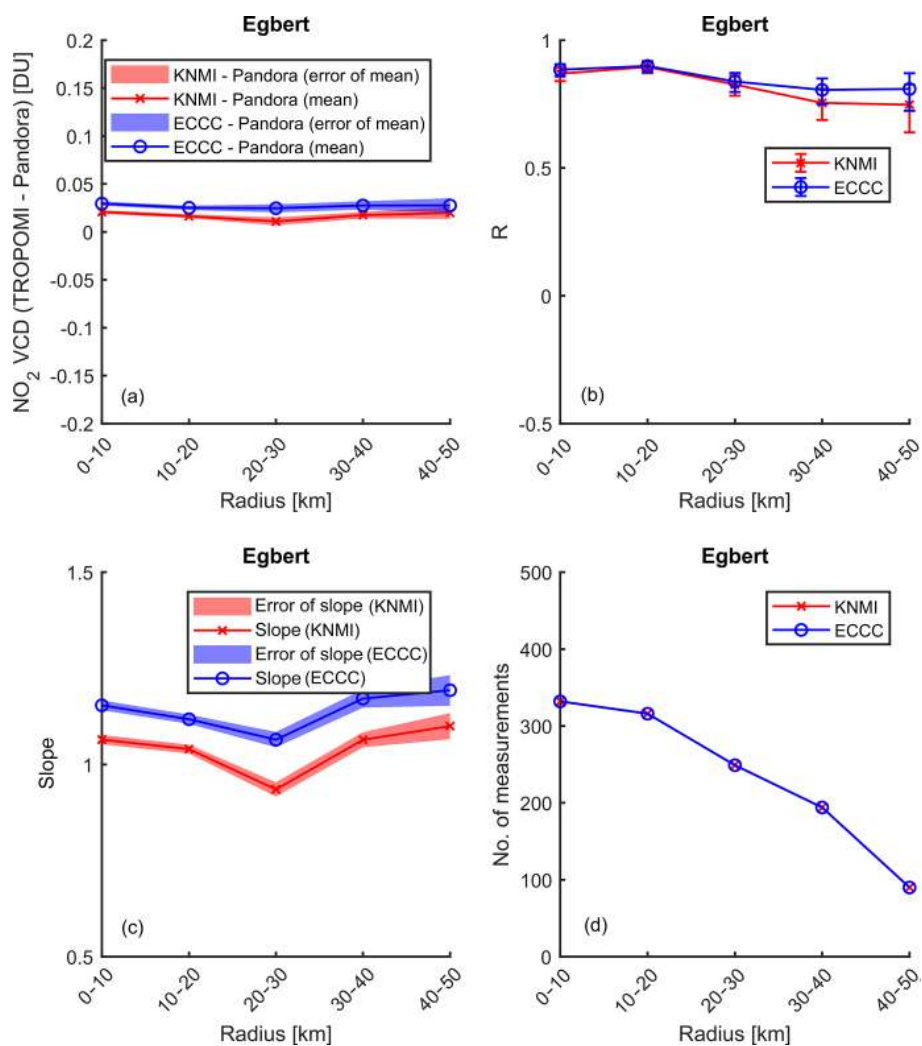 Egbert
NO2 VCD (TROPOMI - Pandora) [DU]
0.2
0.15
0.1
0.05
0
-0.05
-0.1
-0.15
-0.2
KNMI - Pandora (error of mean)
KNMI - Pandora (mean)
ECCC - Pandora (error of mean)
ECCC - Pandora (mean)
(a)
0-10
10-20
20-30
30-40
40-50
Radius [km]
Egbert
R
1
0.5
0
-0.5
KNMI
ECCC
(b)
0-10
10-20
20-30
30-40
40-50
Radius [km]
Egbert
Slope
1.5
1
0.5
Error of slope (KNMI)
Slope (KNMI)
Error of slope (ECCC)
Slope (ECCC)
(c)
0-10
10-20
20-30
30-40
40-50
Radius [km]
Egbert
No. of measurements
500
400
300
200
100
0
KNMI
ECCC
(d)
0-10
10-20
20-30
30-40
40-50
Radius [km]